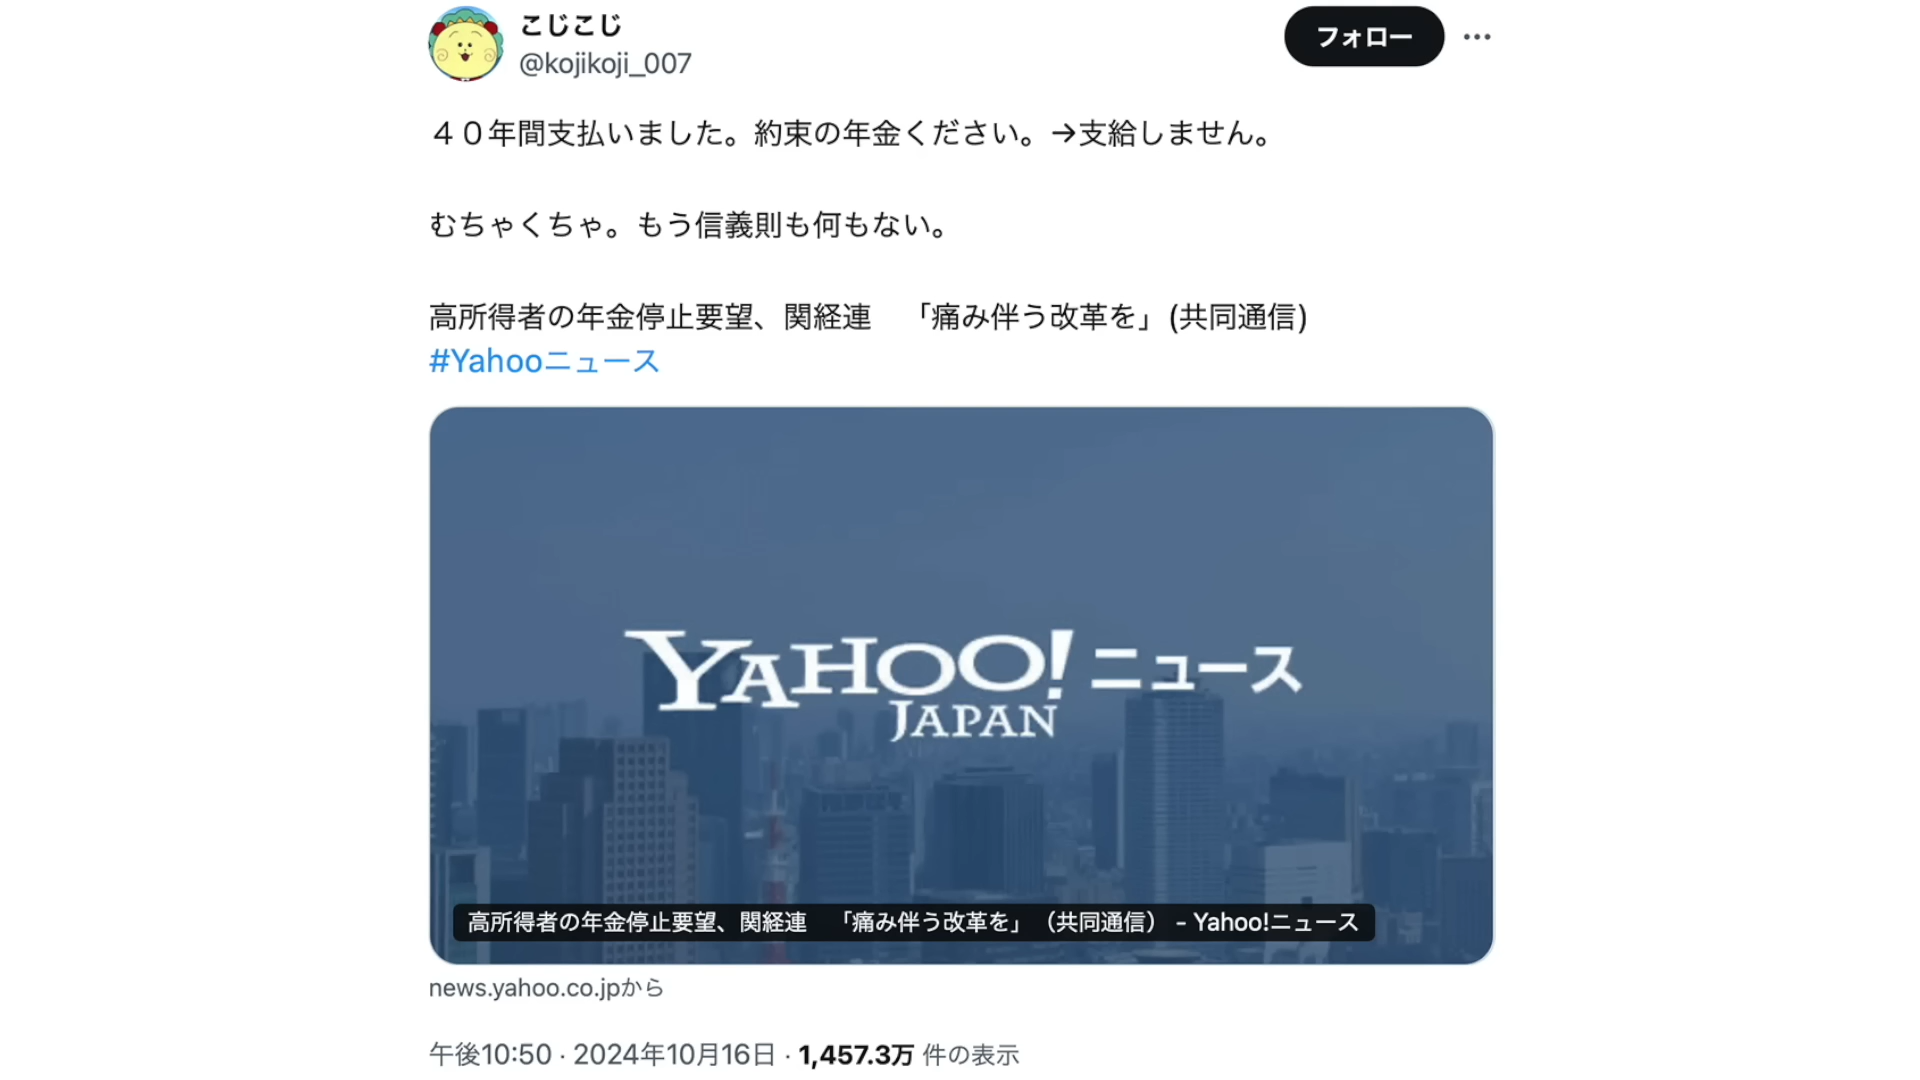 こじこじ
@kojikoji_007
フォロー
４０年間支払いました。約束の年金ください。→支給しません。
むちゃくちゃ。もう信義則も何もない。
高所得者の年金停止要望、関経連　「痛み伴う改革を」(共同通信)
#Yahooニュース
YAHOO!ニュース
JAPAN
高所得者の年金停止要望、関経連　「痛み伴う改革を」（共同通信） - Yahoo!ニュース
news.yahoo.co.jpから
午後10:50 · 2024年10月16日 · 1,457.3万 件の表示